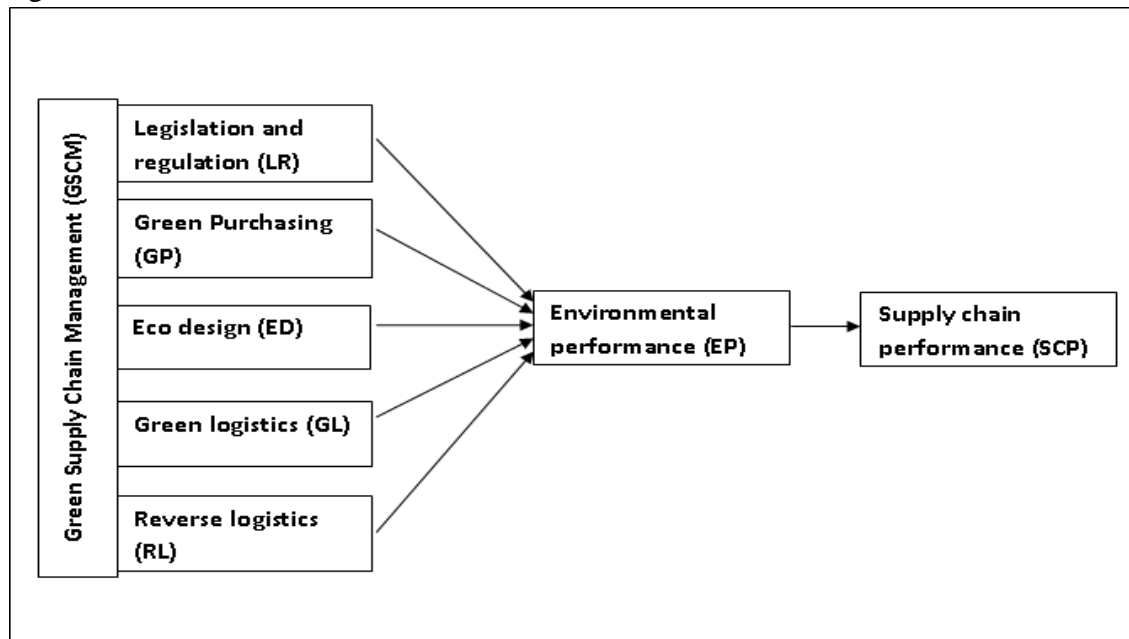 Green Supply Chain Management (GSCM)
Legislation and
regulation (LR)
Green Purchasing
(GP)
Eco design (ED)
Green logistics (GL)
Reverse logistics
(RL)
Environmental
performance (EP)
Supply chain
performance (SCP)